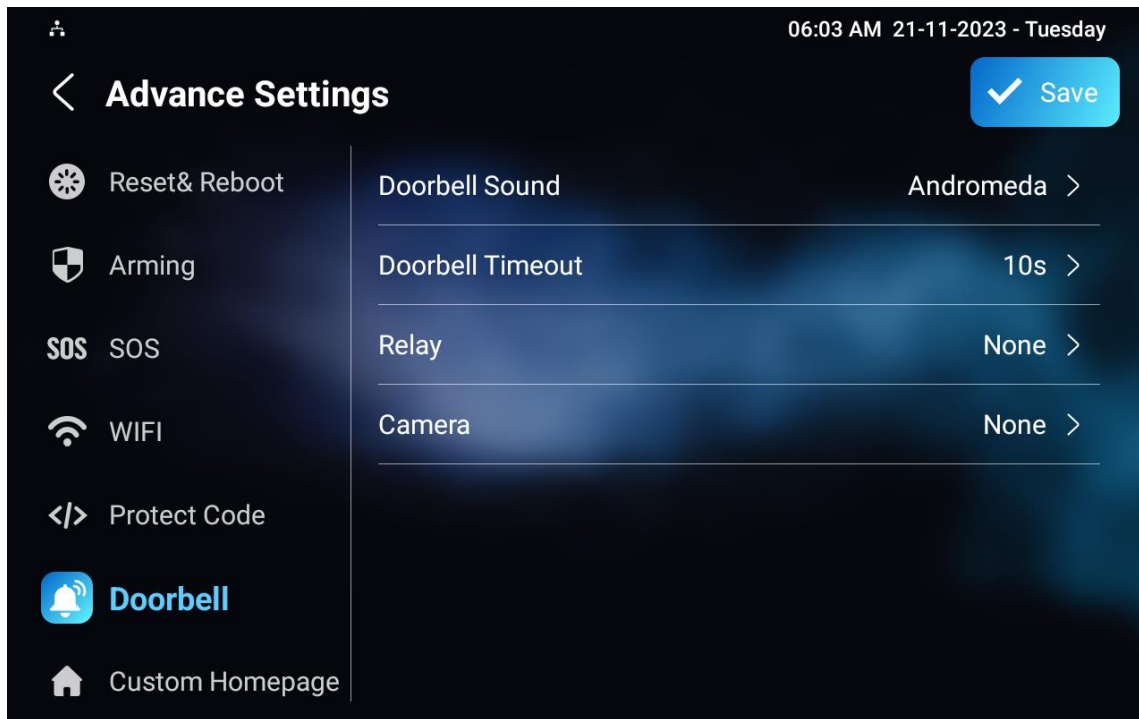 06:03 AM 21-11-2023 - Tuesday
Advance Settings
Save
Reset& Reboot
Arming
SOS SOS
WIFI
</> Protect Code
Doorbell
Custom Homepage
Doorbell Sound Andromeda
Doorbell Timeout 10s
Relay None
Camera None